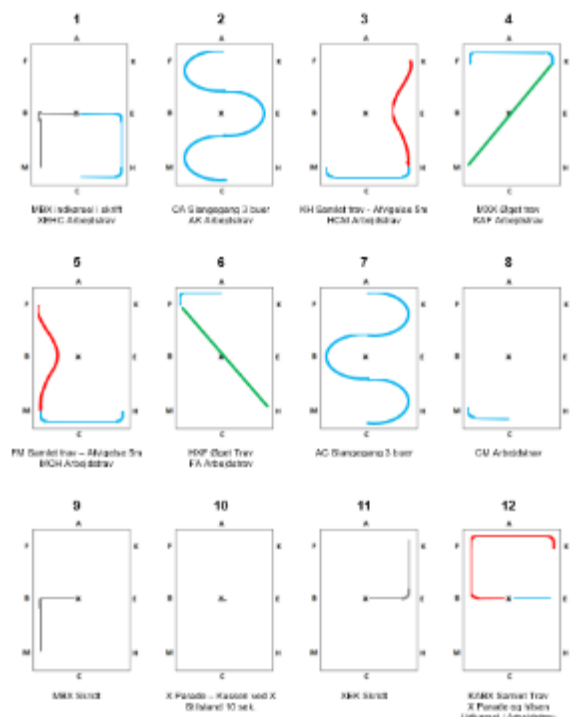 1 2 3 4
A A A A
F K F K F K F K
B X E B X E B X E B X E
M H M H M H M H
C C C C
MBX Indkørsel i skridt
XEHC Arbejdstrav
CA Slangegang 3 buer
AK Arbejdstrav
KH Samlet trav - Afvigelse 5m
HCM Arbejdstrav
MXK Øget trav
KAF Arbejdstrav
5 6 7 8
A A A A
F K F K F K F K
B X E B X E B X E B X E
M H M H M H M H
C C C C
FM Samlet trav – Afvigelse 5m
MCH Arbejdstrav
HXF Øget Trav
FA Arbejdstrav
AC Slangegang 3 buer
CM Arbejdstrav
9 10 11 12
A A A A
F K F K F K F K
B X E B X E B X E B X E
M H M H M H M H
C C C C
MBX Skridt
X Parade – Kassen ved X
Stilstand 10 sek.
XEK Skridt
KABX Samlet Trav
X Parade og hilsen